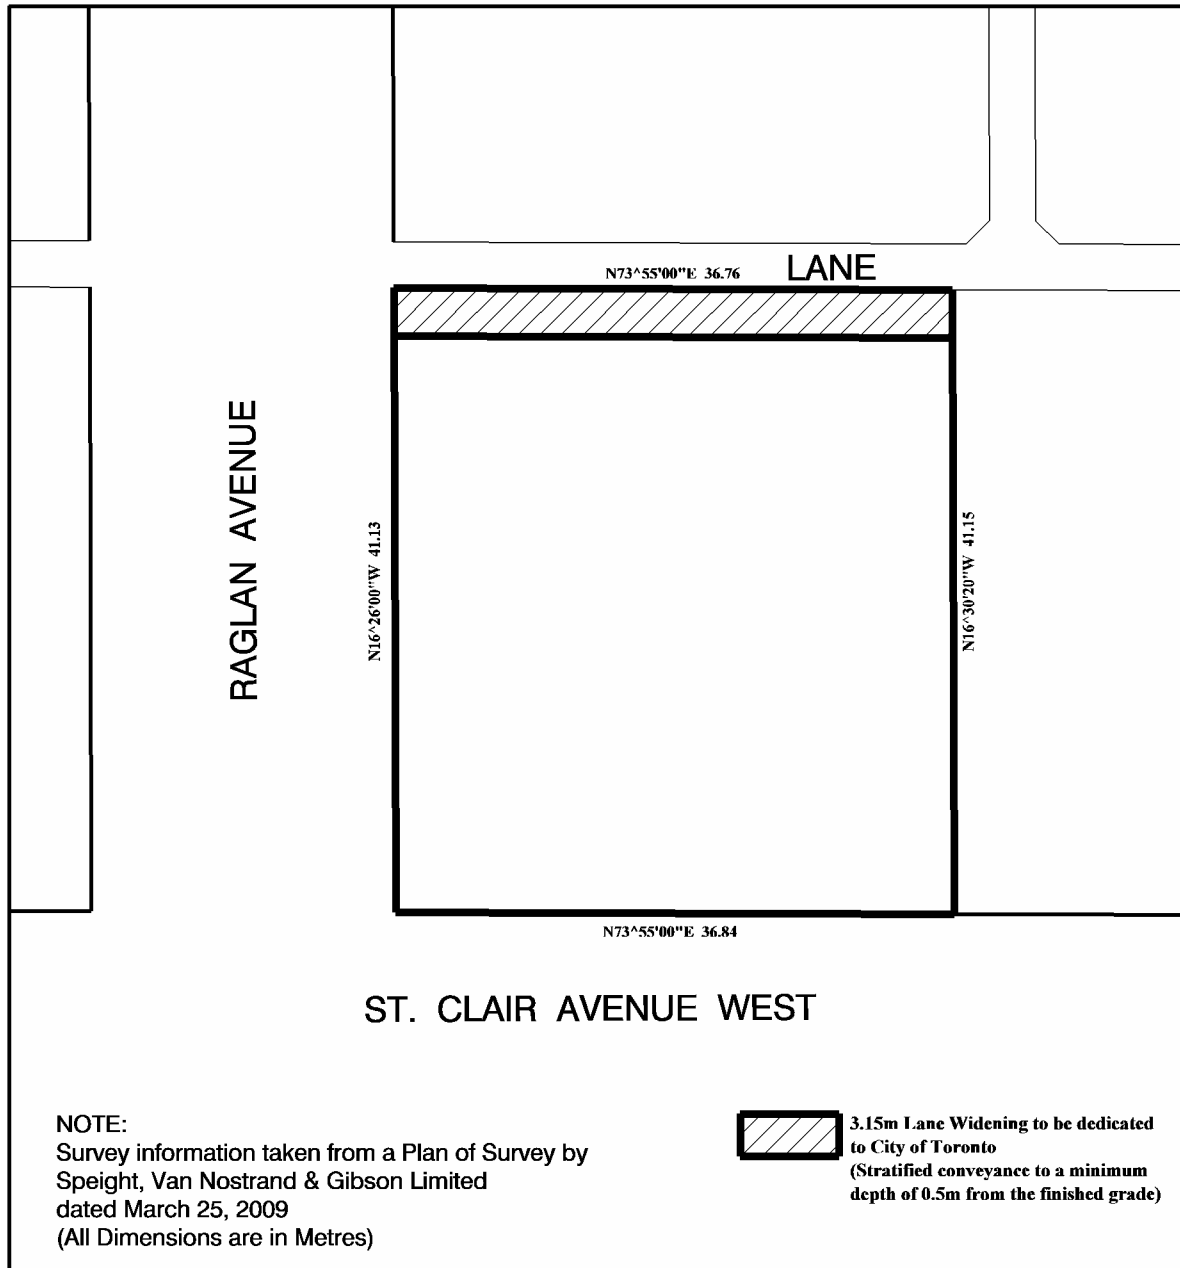 LANE
N73^55'00"E 36.76
RAGLAN AVENUE
N16^26'00"W 41.13
N16^30'20"W 41.15
N73^55'00"E 36.84
ST. CLAIR AVENUE WEST
NOTE:
Survey information taken from a Plan of Survey by
Speight, Van Nostrand & Gibson Limited
dated March 25, 2009
(All Dimensions are in Metres)
3.15m Lane Widening to be dedicated
to City of Toronto
(Stratified conveyance to a minimum
depth of 0.5m from the finished grade)